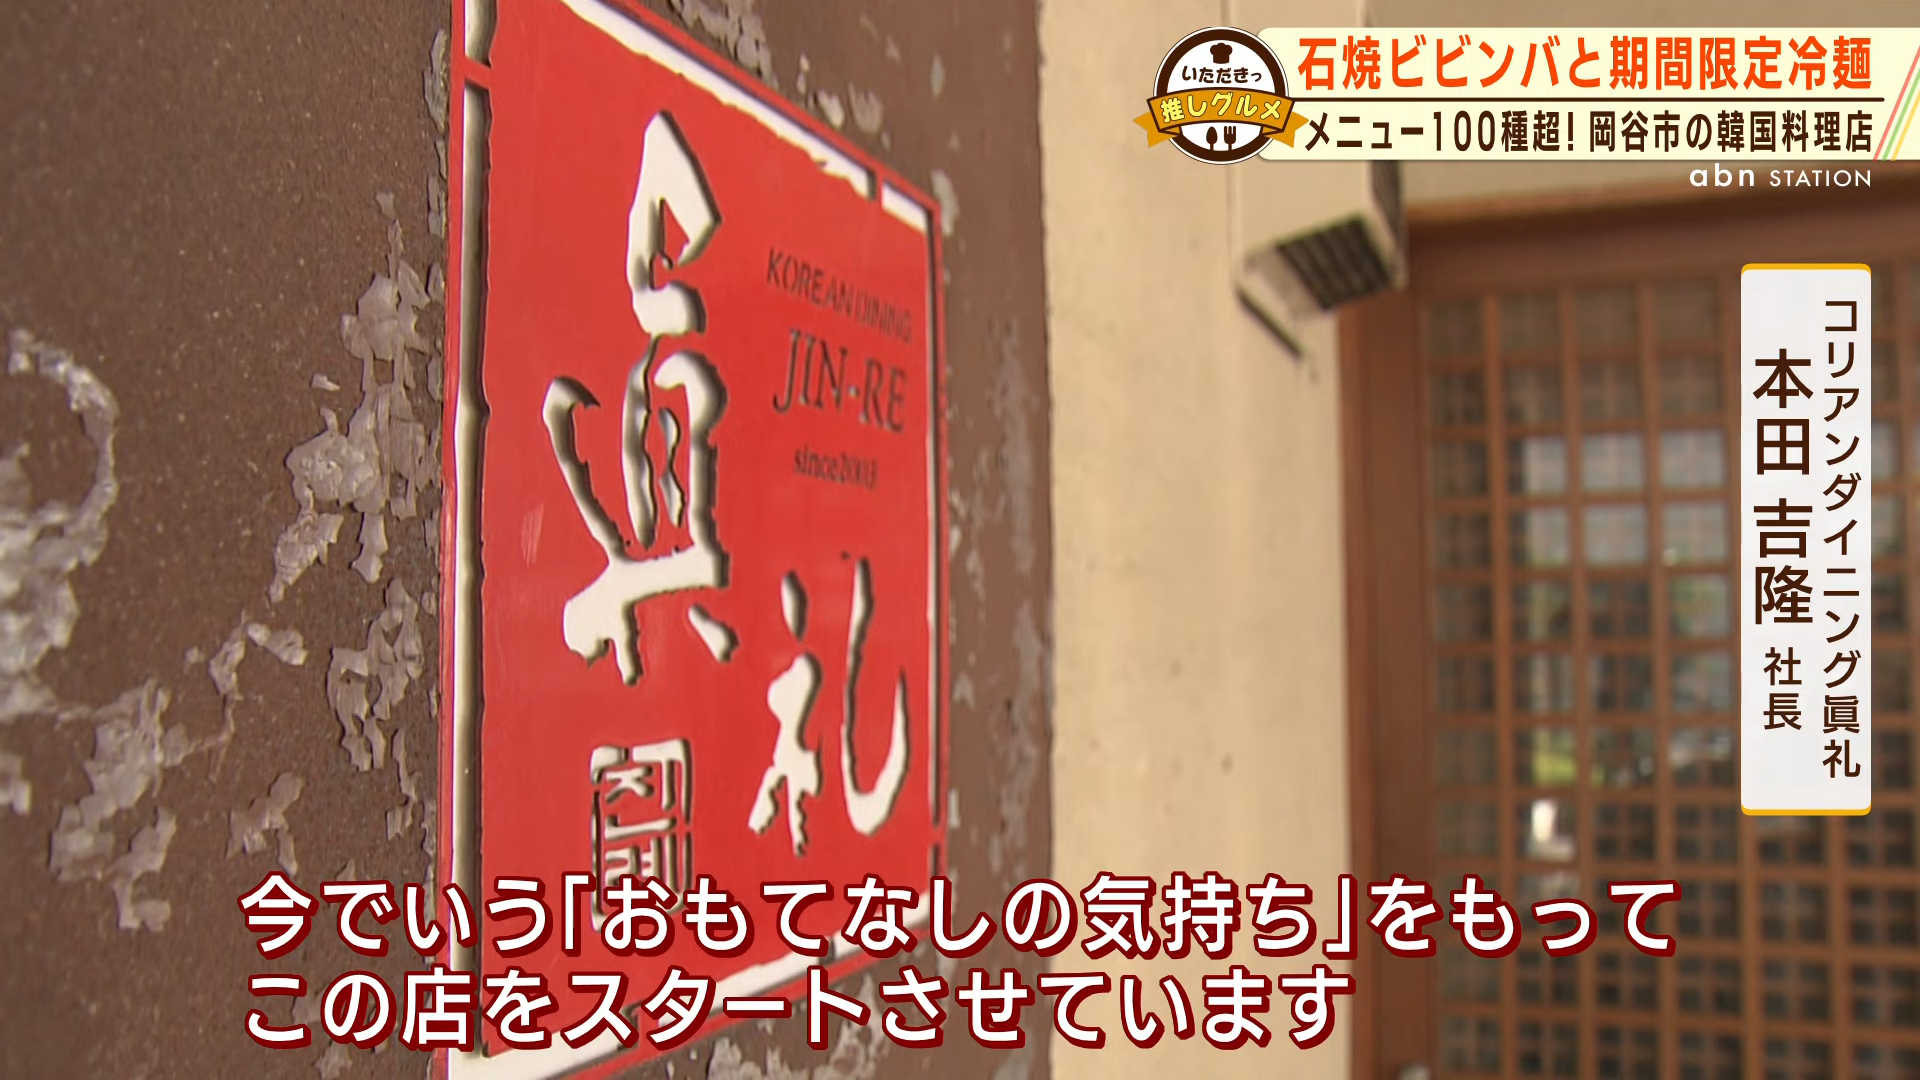 いただきっ
推しグルメ
石焼ビビンバと期間限定冷麺
メニュー100種超！岡谷市の韓国料理店
abn STATION
コリアンダイニング眞礼
本田 吉隆 社長
眞礼
KOREAN DINING
JIN-RE
since 2003
진례
今でいう「おもてなしの気持ち」をもって
この店をスタートさせています